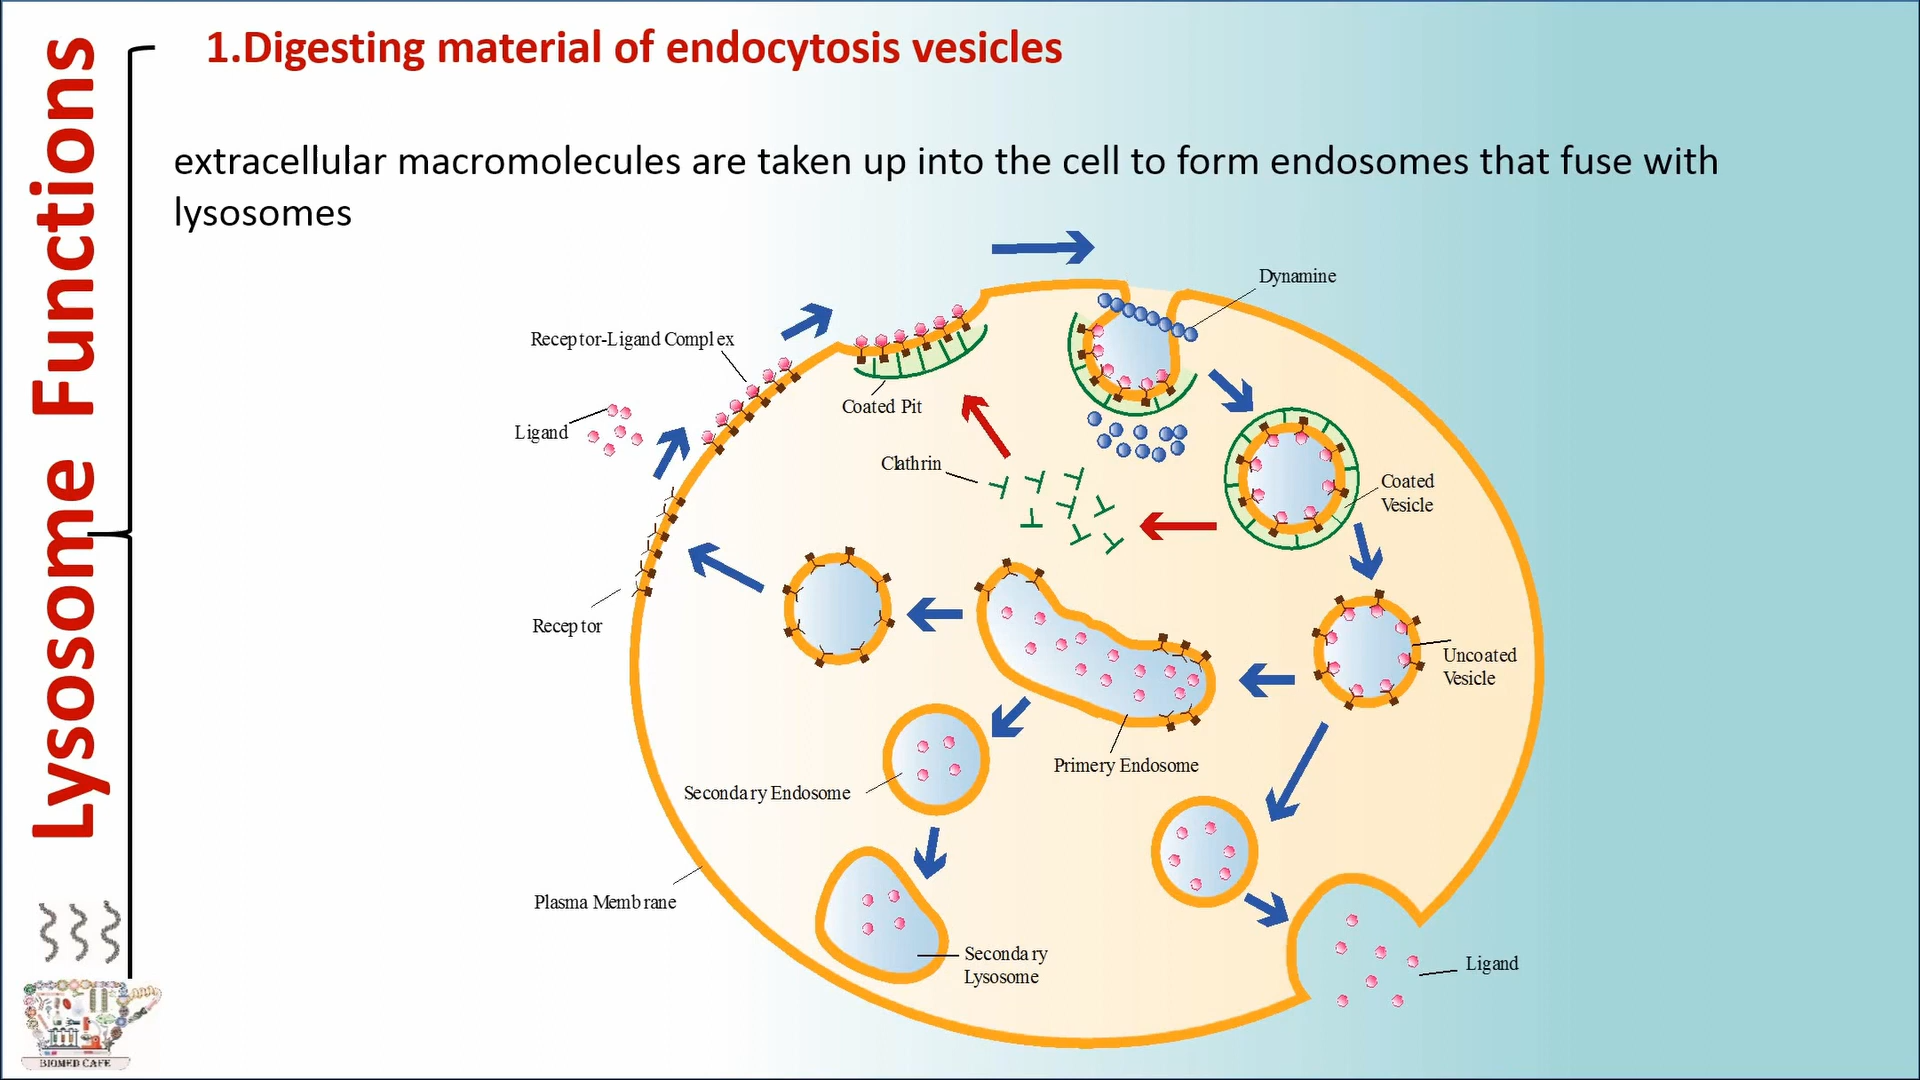 Lysosome Functions
1.Digesting material of endocytosis vesicles
extracellular macromolecules are taken up into the cell to form endosomes that fuse with
lysosomes
Dynamine
Receptor-Ligand Complex
Coated Pit
Ligand
Clathrin
Coated
Vesicle
Receptor
Uncoated
Vesicle
Primery Endosome
Secondary Endosome
Plasma Membrane
Secondary
Lysosome
Ligand
BIOMED CAFE